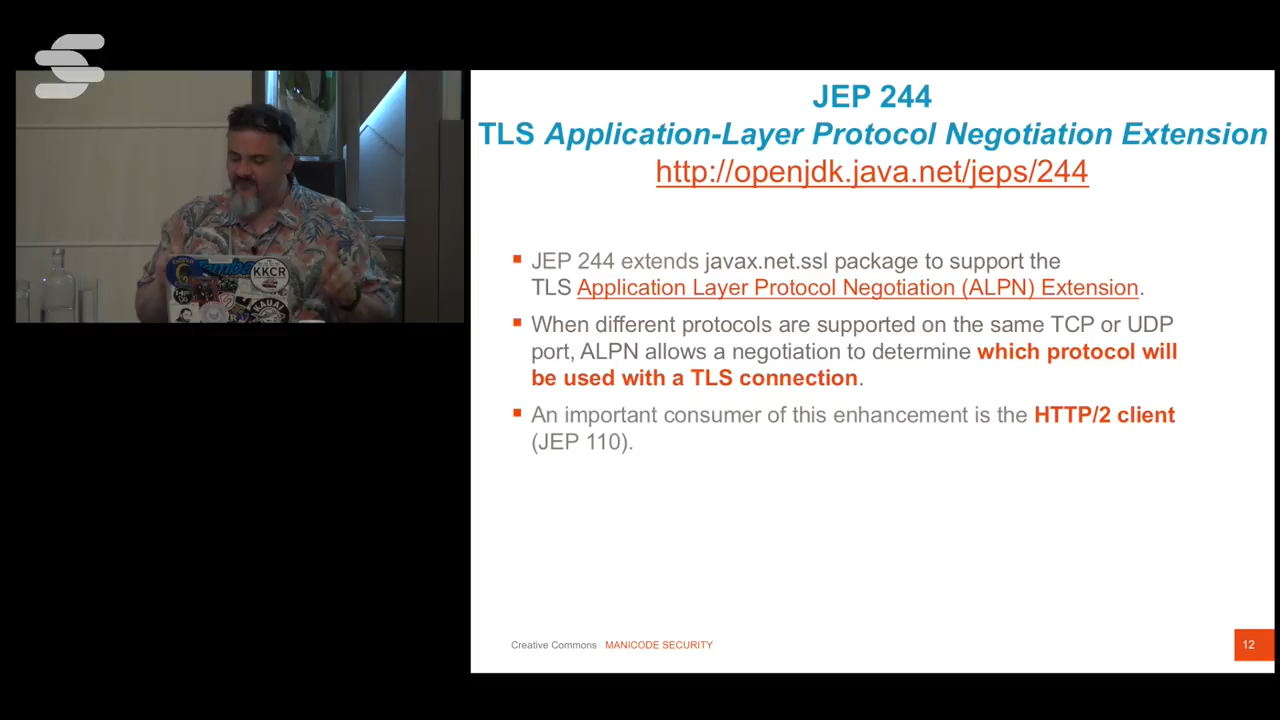 JEP 244
TLS Application-Layer Protocol Negotiation Extension
http://openjdk.java.net/jeps/244
JEP 244 extends javax.net.ssl package to support the
TLS Application Layer Protocol Negotiation (ALPN) Extension.
When different protocols are supported on the same TCP or UDP
port, ALPN allows a negotiation to determine which protocol will
be used with a TLS connection.
An important consumer of this enhancement is the HTTP/2 client
(JEP 110).
Creative Commons MANICODE SECURITY
12
KKCR